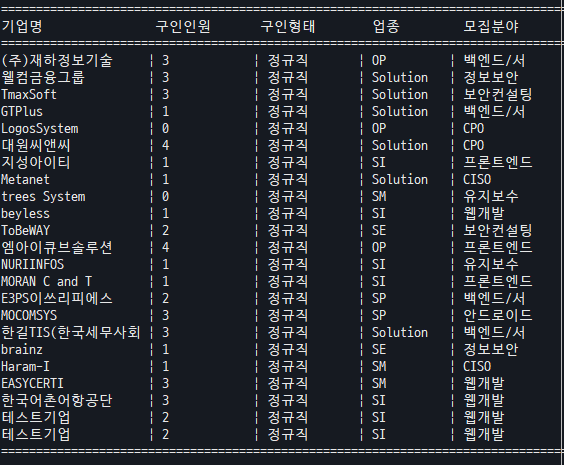 ================================================================================
기업명 구인인원 구인형태 업종 모집분야
================================================================================
(주)재하정보기술 ¦ 3 ¦ 정규직 ¦ OP ¦ 백엔드/서
웰컴금융그룹 ¦ 3 ¦ 정규직 ¦ Solution ¦ 정보보안
TmaxSoft ¦ 3 ¦ 정규직 ¦ Solution ¦ 보안컨설팅
GTPlus ¦ 1 ¦ 정규직 ¦ Solution ¦ 백엔드/서
LogosSystem ¦ 0 ¦ 정규직 ¦ OP ¦ CPO
대원씨앤씨 ¦ 4 ¦ 정규직 ¦ Solution ¦ CPO
지성아이티 ¦ 1 ¦ 정규직 ¦ SI ¦ 프론트엔드
Metanet ¦ 1 ¦ 정규직 ¦ Solution ¦ CISO
trees System ¦ 0 ¦ 정규직 ¦ SM ¦ 유지보수
beyless ¦ 1 ¦ 정규직 ¦ SI ¦ 웹개발
ToBeWAY ¦ 2 ¦ 정규직 ¦ SE ¦ 보안컨설팅
엠아이큐브솔루션 ¦ 4 ¦ 정규직 ¦ OP ¦ 프론트엔드
NURIINFOS ¦ 1 ¦ 정규직 ¦ SI ¦ 유지보수
MORAN C and T ¦ 1 ¦ 정규직 ¦ SI ¦ 프론트엔드
E3PS이쓰리피에스 ¦ 2 ¦ 정규직 ¦ SP ¦ 백엔드/서
MOCOMSYS ¦ 3 ¦ 정규직 ¦ SP ¦ 안드로이드
한길TIS(한국세무사회 ¦ 3 ¦ 정규직 ¦ Solution ¦ 백엔드/서
brainz ¦ 1 ¦ 정규직 ¦ SE ¦ 정보보안
Haram-I ¦ 1 ¦ 정규직 ¦ SM ¦ CISO
EASYCERTI ¦ 3 ¦ 정규직 ¦ SM ¦ 웹개발
한국어촌어항공단 ¦ 3 ¦ 정규직 ¦ SI ¦ 웹개발
테스트기업 ¦ 2 ¦ 정규직 ¦ SI ¦ 웹개발
테스트기업 ¦ 2 ¦ 정규직 ¦ SI ¦ 웹개발
================================================================================